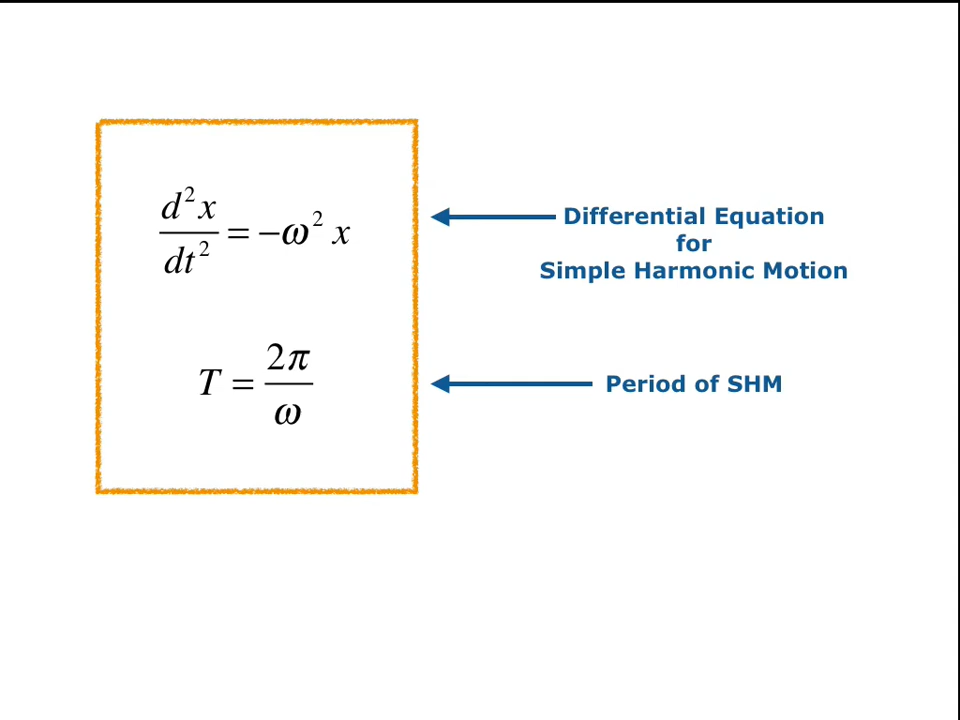 d²x/dt² = −ω² x
Differential Equation
for
Simple Harmonic Motion
T = 2π/ω
Period of SHM